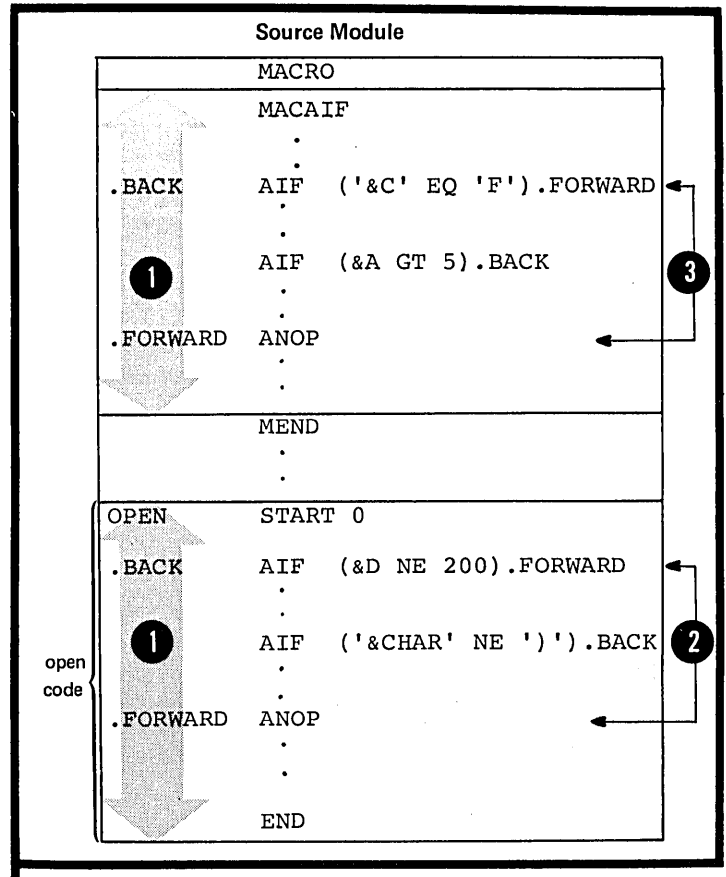 Source Module
MACRO
MACAIF
.
.
.BACK AIF ('&C' EQ 'F').FORWARD
.
.
AIF (&A GT 5).BACK
1
3
.
.
.FORWARD ANOP
.
.
MEND
.
.
OPEN START 0
.BACK AIF (&D NE 200).FORWARD
.
.
1
AIF ('&CHAR' NE ')').BACK
2
open
code
.
.
.FORWARD ANOP
.
.
END